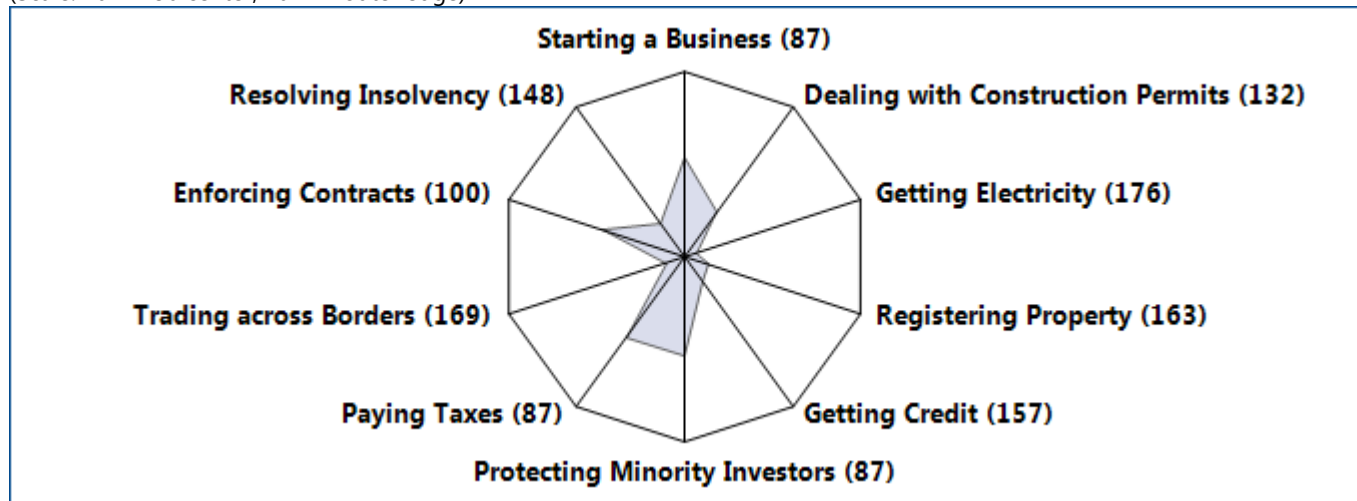 Starting a Business (87)
Resolving Insolvency (148)
Dealing with Construction Permits (132)
Enforcing Contracts (100)
Getting Electricity (176)
Trading across Borders (169)
Registering Property (163)
Paying Taxes (87)
Getting Credit (157)
Protecting Minority Investors (87)